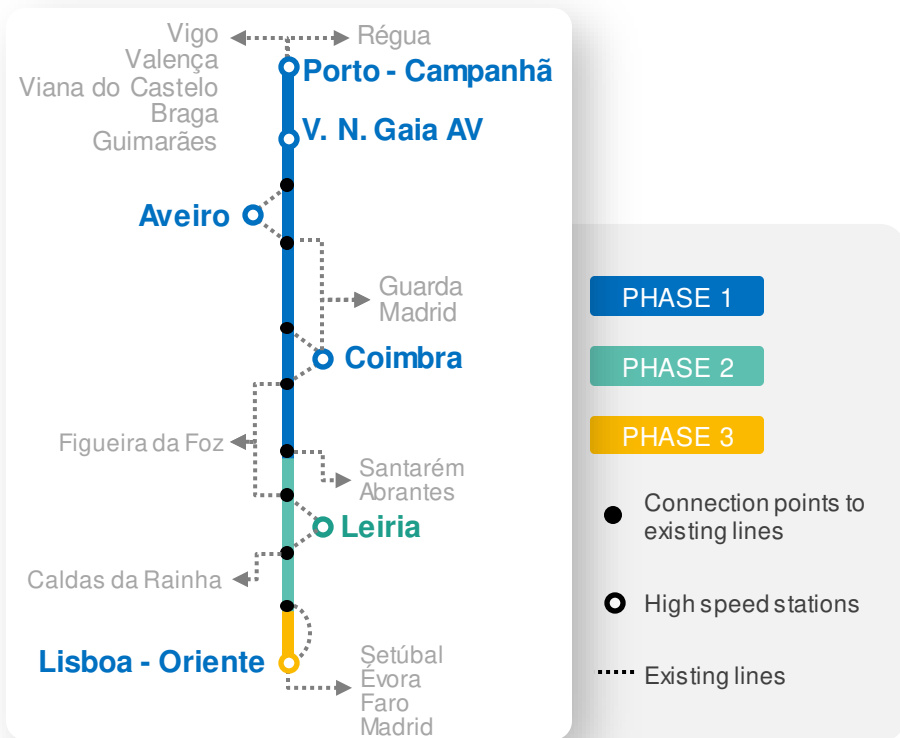 Vigo
Valença
Viana do Castelo
Braga
Guimarães
Régua
Porto - Campanhã
V. N. Gaia AV
Aveiro
Guarda
Madrid
Coimbra
Figueira da Foz
Santarém
Abrantes
Leiria
Caldas da Rainha
Lisboa - Oriente
Setúbal
Évora
Faro
Madrid
PHASE 1
PHASE 2
PHASE 3
Connection points to
existing lines
High speed stations
Existing lines